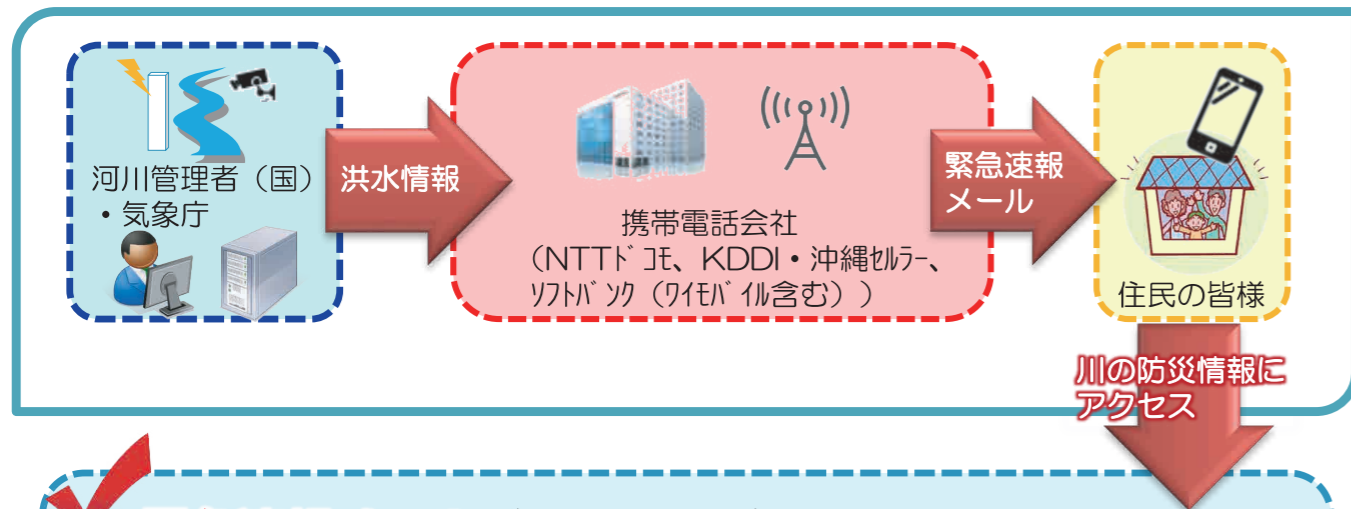 河川管理者（国）
・気象庁
洪水情報
携帯電話会社
（NTTﾄﾞｺﾓ、KDDI・沖縄ｾﾙﾗｰ、
ｿﾌﾄﾊﾞﾝｸ（ﾜｲﾓﾊﾞｲﾙ含む））
緊急速報
メール
住民の皆様
川の防災情報に
アクセス